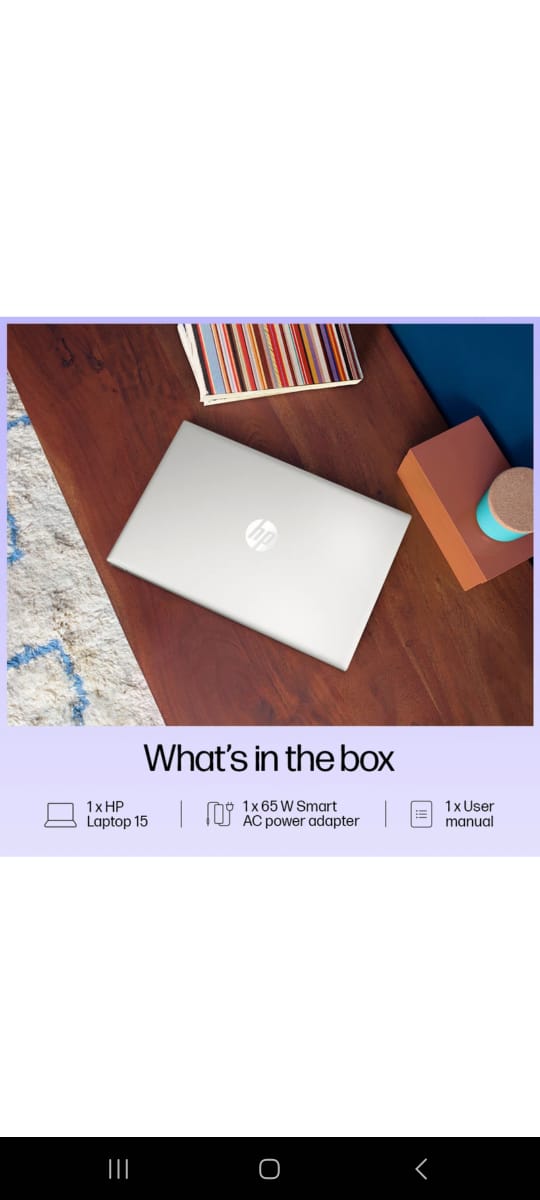 hp
What's in the box
1 x HP
Laptop 15
1 x 65 W Smart
AC power adapter
1 x User
manual